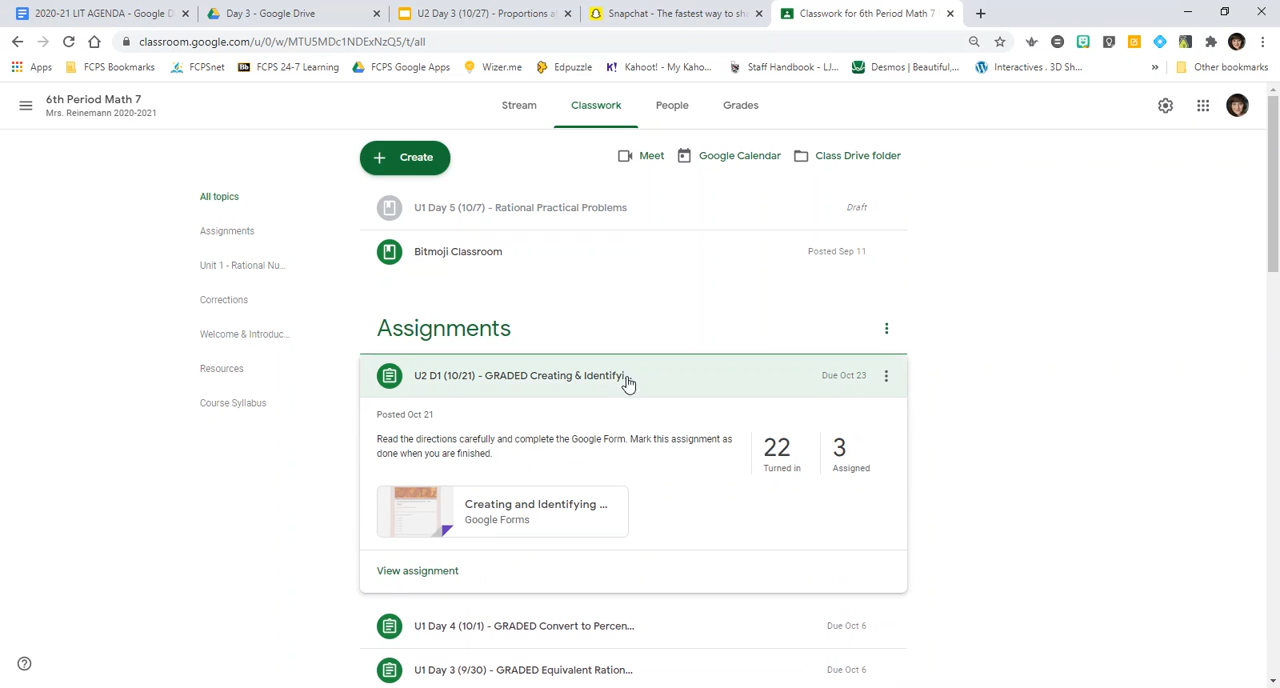 2020-21 LIT AGENDA - Google D
Day 3 - Google Drive
U2 Day 3 (10/27) - Proportions a
Snapchat - The fastest way to sh
Classwork for 6th Period Math 7
classroom.google.com/u/0/w/MTU5MDc1NDExNzQ5/t/all
Apps
FCPS Bookmarks
FCPSnet
Bb
FCPS 24-7 Learning
FCPS Google Apps
Wizer.me
Edpuzzle
K!
Kahoot! - My Kaho...
Staff Handbook - LJ...
Desmos | Beautiful,...
Interactives . 3D Sh...
»
Other bookmarks
6th Period Math 7
Mrs. Reinemann 2020-2021
Stream
Classwork
People
Grades
+ Create
Meet
Google Calendar
Class Drive folder
All topics
Assignments
Unit 1 - Rational Nu...
Corrections
Welcome & Introduc...
Resources
Course Syllabus
U1 Day 5 (10/7) - Rational Practical Problems
Draft
Bitmoji Classroom
Posted Sep 11
Assignments
U2 D1 (10/21) - GRADED Creating & Identifyi
Due Oct 23
Posted Oct 21
Read the directions carefully and complete the Google Form. Mark this assignment as
done when you are finished.
22
Turned in
3
Assigned
Creating and Identifying ...
Google Forms
View assignment
U1 Day 4 (10/1) - GRADED Convert to Percen...
Due Oct 6
U1 Day 3 (9/30) - GRADED Equivalent Ration...
Due Oct 6